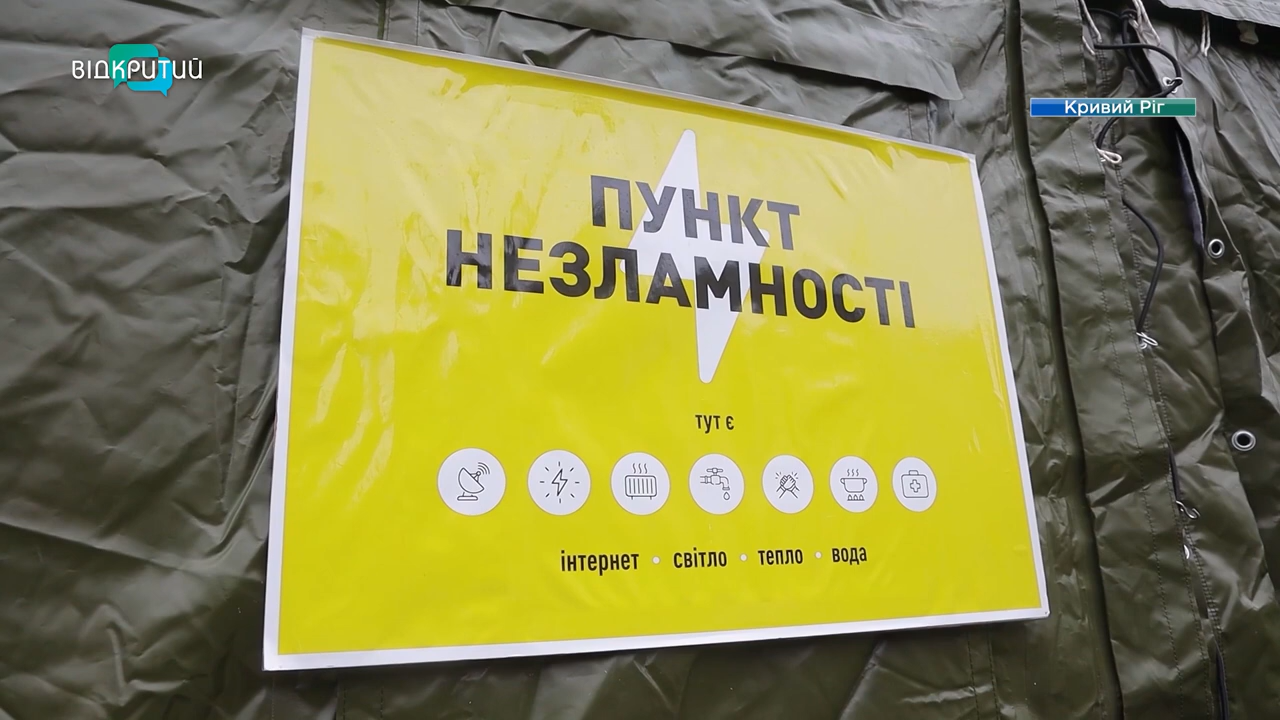 ВІДКРИТИЙ
Кривий Ріг
ПУНКТ
НЕЗЛАМНОСТІ
тут є
інтернет • світло • тепло • вода